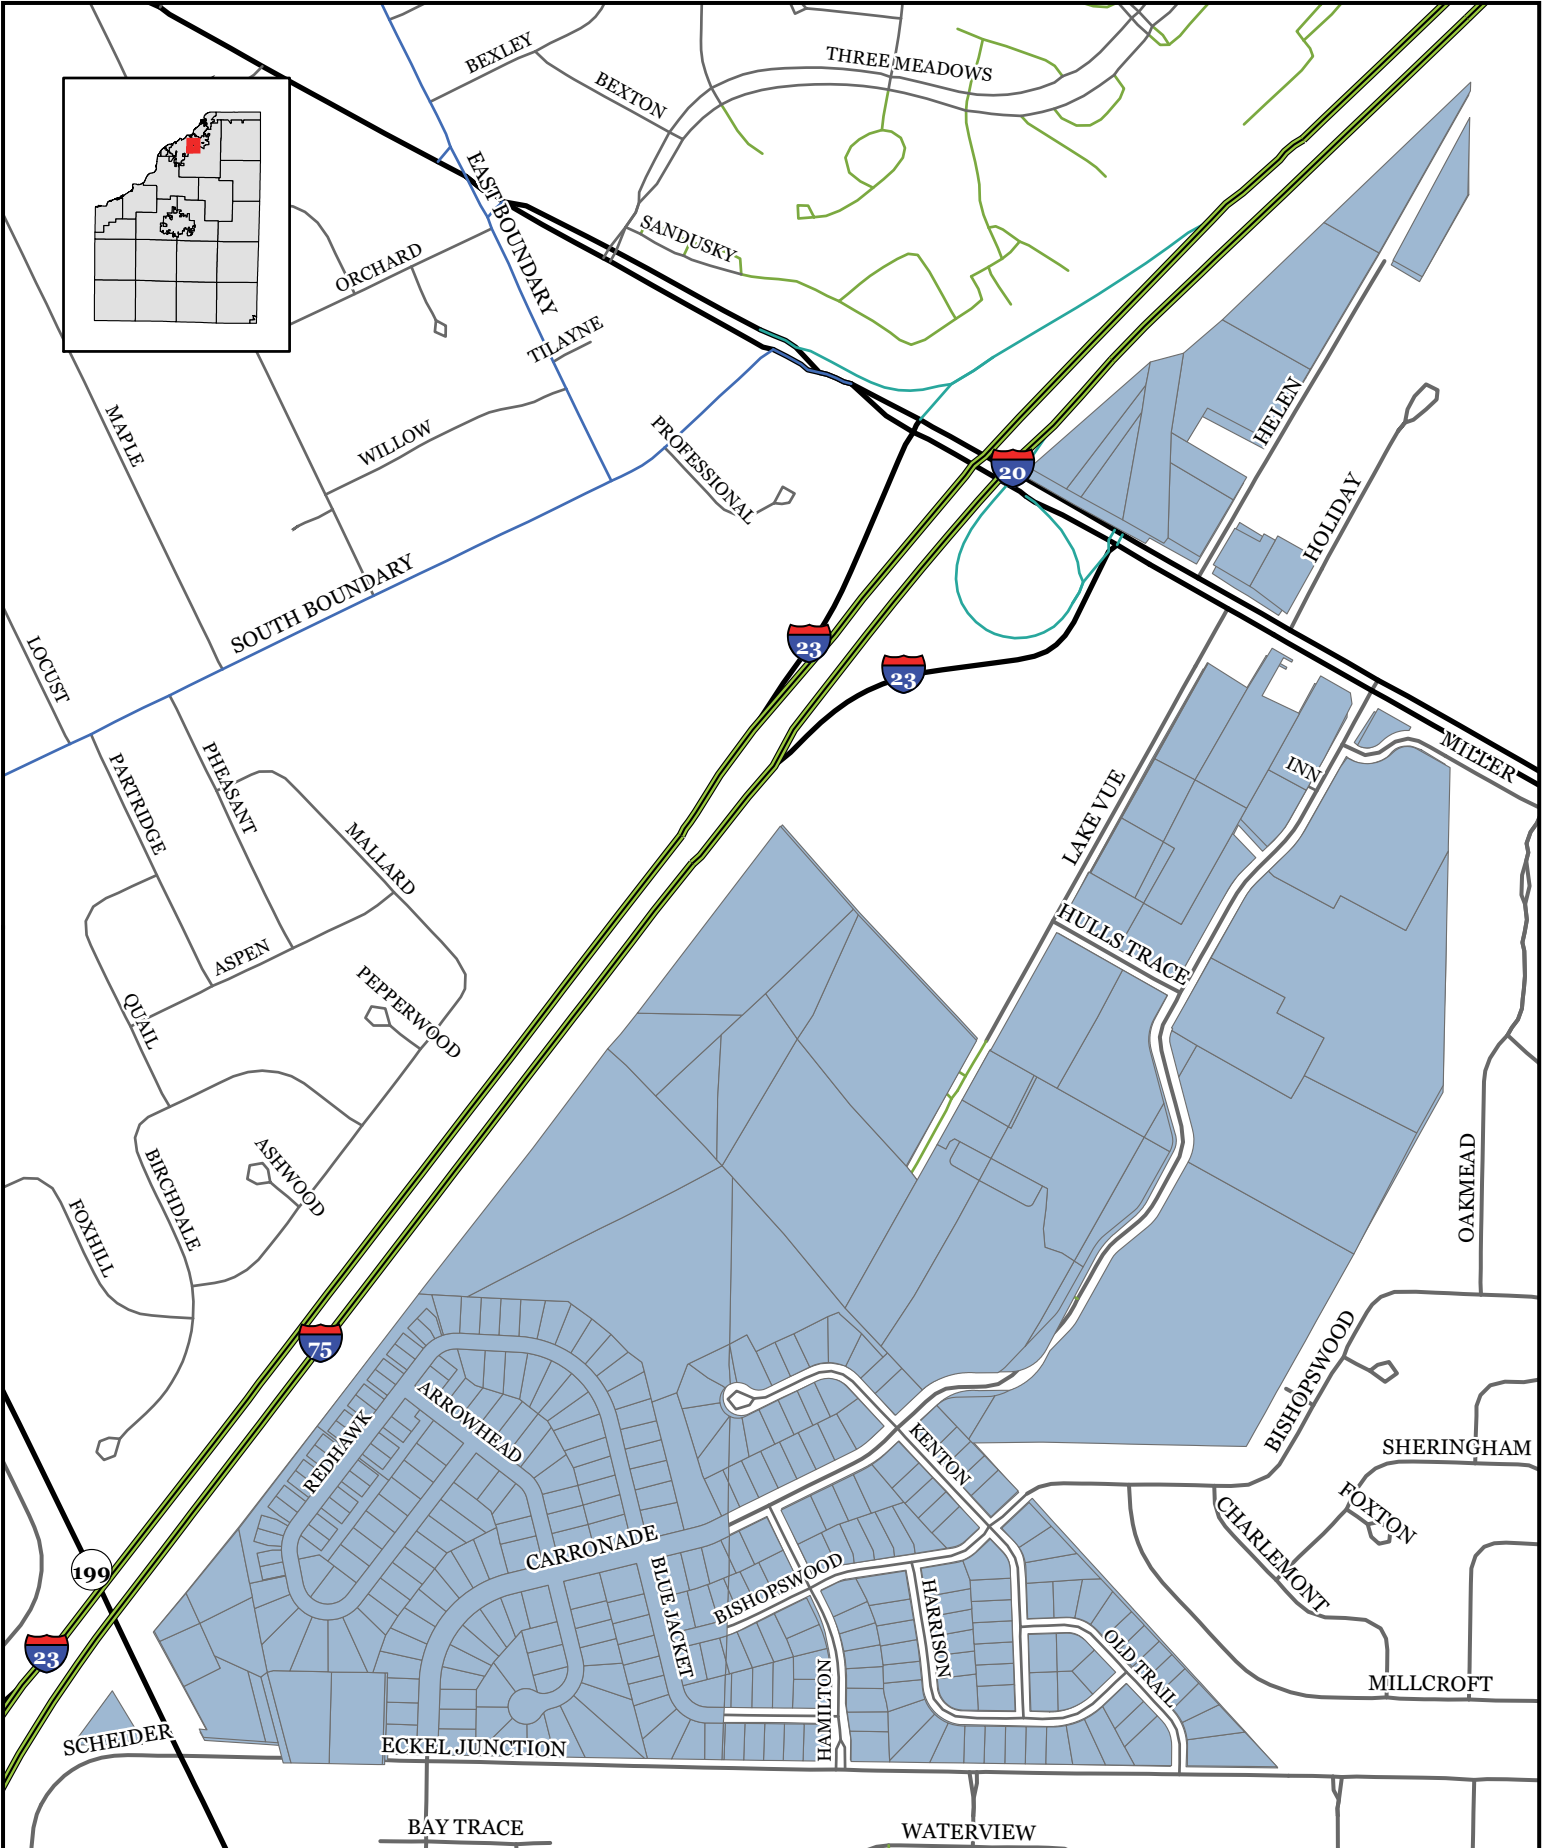 BEXLEY
BEXTON
THREE MEADOWS
EAST BOUNDARY
SANDUSKY
ORCHARD
TILAYNE
MAPLE
WILLOW
PROFESSIONAL
HELEN
20
HOLIDAY
SOUTH BOUNDARY
LOCUST
23
23
PARTRIDGE
PHEASANT
MALLARD
LAKE VUE
INN
MILLER
HULLS TRACE
ASPEN
PEPPERWOOD
QUAIL
BIRCHDALE
ASHWOOD
FOXHILL
OAKMEAD
75
BISHOPSWOOD
ARROWHEAD
REDHAWK
KENTON
SHERINGHAM
FOXTON
CHARLEMONT
CARRONADE
BLUE JACKET
BISHOPSWOOD
HARRISON
199
23
OLD TRAIL
HAMILTON
MILLCROFT
SCHEIDER
ECKEL JUNCTION
BAY TRACE
WATERVIEW